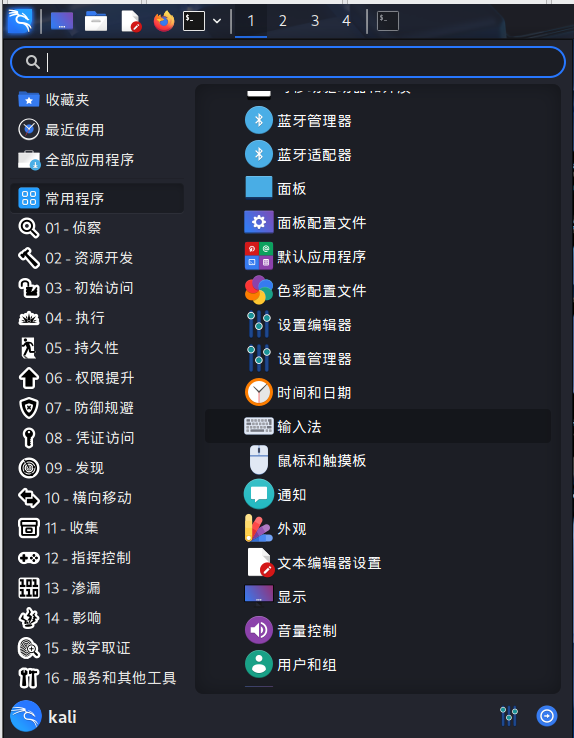 1 2 3 4
收藏夹
最近使用
全部应用程序
常用程序
01 - 侦察
02 - 资源开发
03 - 初始访问
04 - 执行
05 - 持久性
06 - 权限提升
07 - 防御规避
08 - 凭证访问
09 - 发现
10 - 横向移动
11 - 收集
12 - 指挥控制
13 - 渗漏
14 - 影响
15 - 数字取证
16 - 服务和其他工具
蓝牙管理器
蓝牙适配器
面板
面板配置文件
默认应用程序
色彩配置文件
设置编辑器
设置管理器
时间和日期
输入法
鼠标和触摸板
通知
外观
文本编辑器设置
显示
音量控制
用户和组
kali